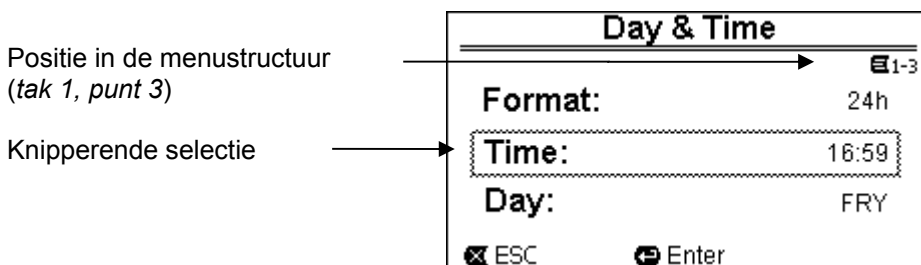 Day & Time
Positie in de menustructuur
(tak 1, punt 3)
1-3
Format: 24h
Knipperende selectie
Time: 16:59
Day: FRY
ESC Enter